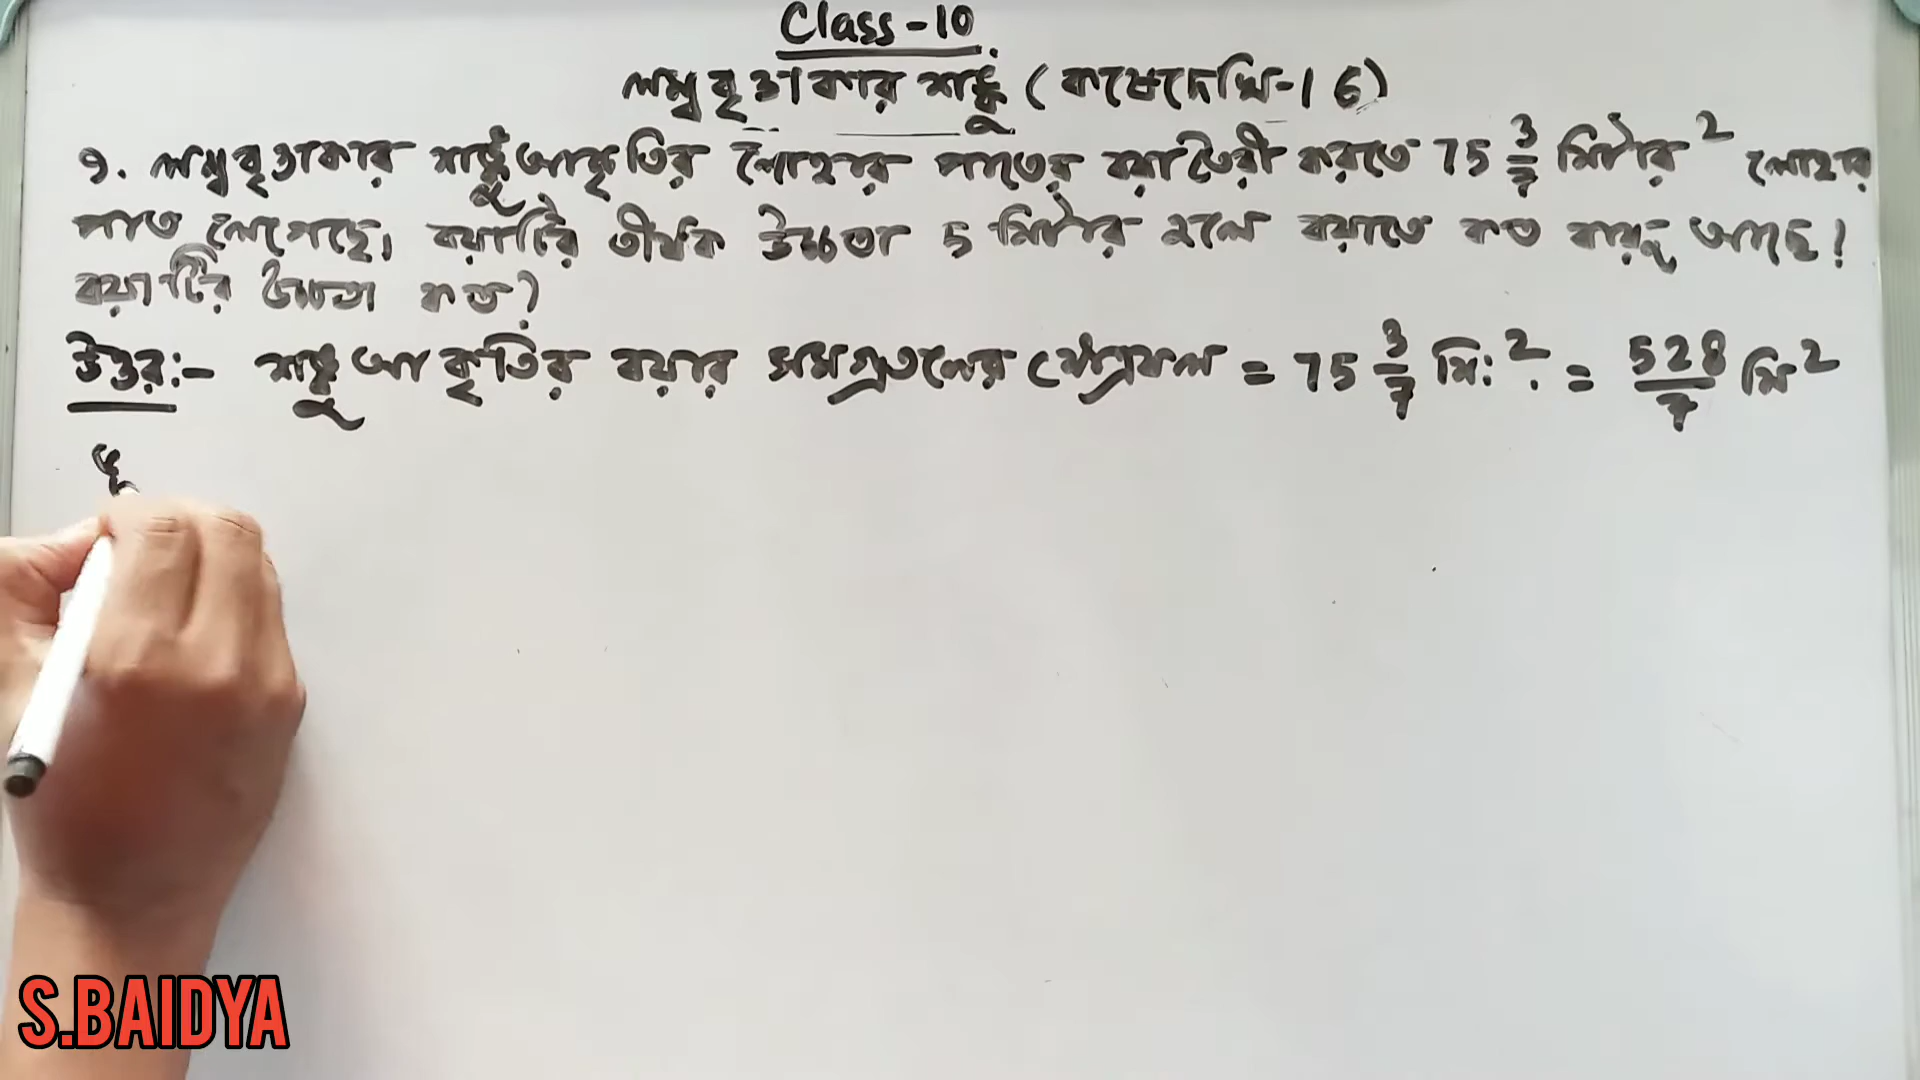 Class-10
লম্ববৃত্তাকার শঙ্কু (কষেদেখি-16)
9. লম্ববৃত্তাকার শঙ্কু আকৃতির লোহার পাতের বয়া তৈরী করতে 75 3/7 মিটার² লোহার
পাত লেগেছে। বয়াটির তীর্যক উচ্চতা 5 মিটার হলে বয়াতে কত বায়ু আছে!
বয়াটির উচ্চতা কত?
উত্তর:- শঙ্কু আকৃতির বয়ার সমগ্রতলের ক্ষেত্রফল = 75 3/7 মি:² = 528/7 মি²
S.BAIDYA